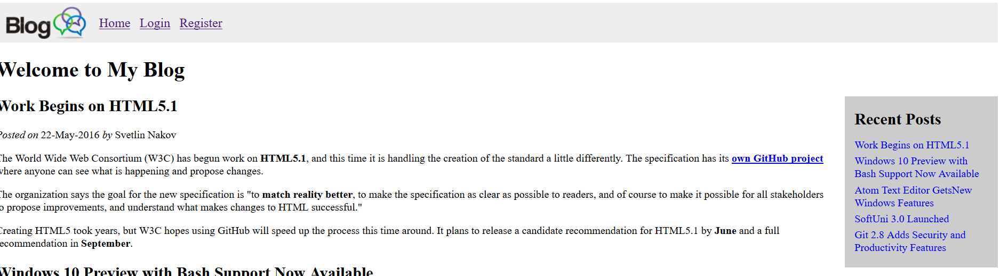 Blog Home Login Register
Welcome to My Blog
Work Begins on HTML5.1
Posted on 22-May-2016 by Svetlin Nakov
The World Wide Web Consortium (W3C) has begun work on HTML5.1, and this time it is handling the creation of the standard a little differently. The specification has its own GitHub project
where anyone can see what is happening and propose changes.
The organization says the goal for the new specification is "to match reality better, to make the specification as clear as possible to readers, and of course to make it possible for all stakeholders
to propose improvements, and understand what makes changes to HTML successful."
Creating HTML5 took years, but W3C hopes using GitHub will speed up the process this time around. It plans to release a candidate recommendation for HTML5.1 by June and a full
recommendation in September.
Windows 10 Preview with Bash Support Now Available
Recent Posts
Work Begins on HTML5.1
Windows 10 Preview with
Bash Support Now Available
Atom Text Editor GetsNew
Windows Features
SoftUni 3.0 Launched
Git 2.8 Adds Security and
Productivity Features